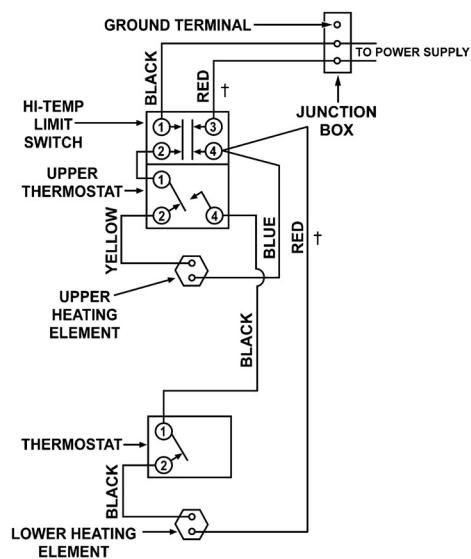 GROUND TERMINAL
TO POWER SUPPLY
BLACK
RED †
JUNCTION
BOX
HI-TEMP
LIMIT
SWITCH
1
3
2
4
UPPER
THERMOSTAT
1
2
4
YELLOW
BLUE
RED †
UPPER
HEATING
ELEMENT
BLACK
1
THERMOSTAT
2
BLACK
LOWER HEATING
ELEMENT